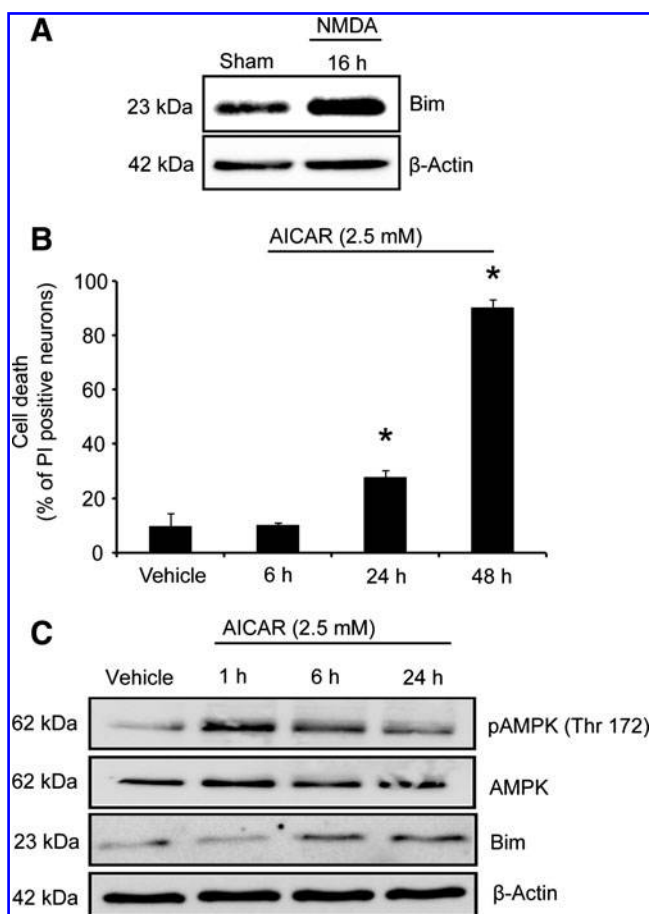 A
NMDA
Sham 16 h
23 kDa Bim
42 kDa β-Actin
B
AICAR (2.5 mM)
Cell death
(% of PI positive neurons)
100
80
60
40
20
0
* *
Vehicle 6 h 24 h 48 h
C
AICAR (2.5 mM)
Vehicle 1 h 6 h 24 h
62 kDa pAMPK (Thr 172)
62 kDa AMPK
23 kDa Bim
42 kDa β-Actin